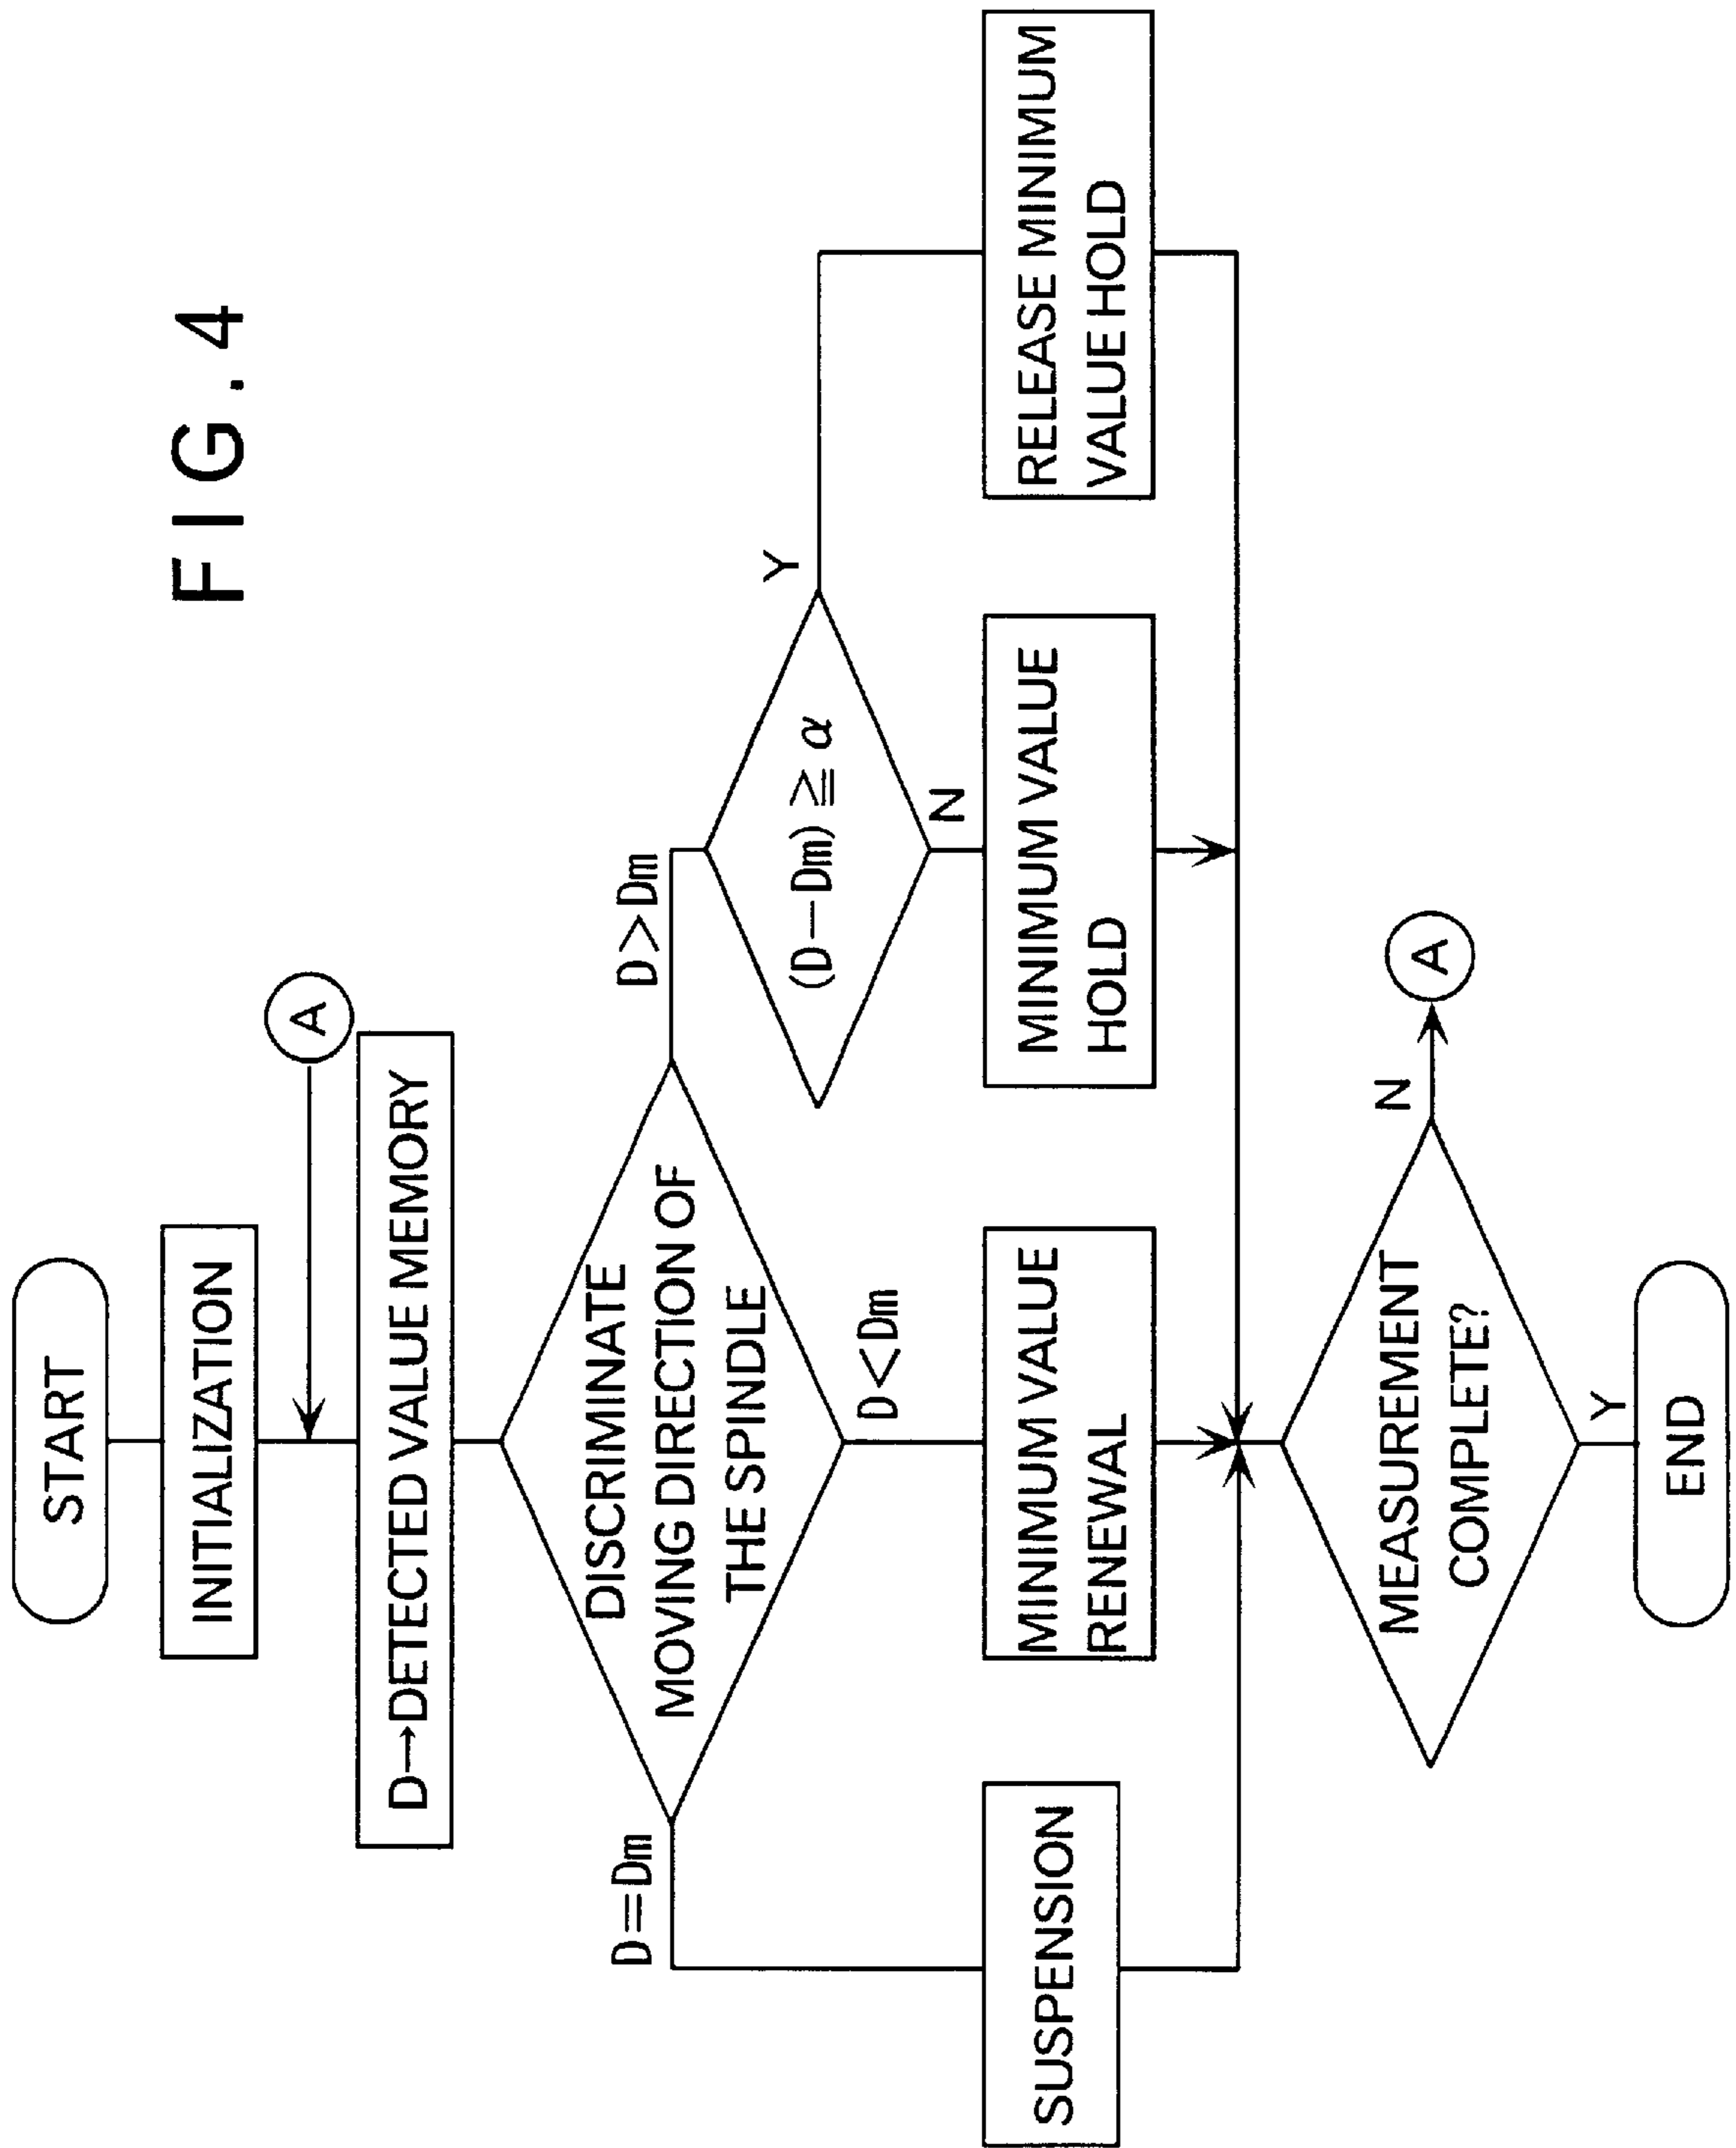 FIG.4
START
INITIALIZATION
A
D→DETECTED VALUE MEMORY
DISCRIMINATE
MOVING DIRECTION OF
THE SPINDLE
D=Dm
D<Dm
D>Dm
(D-Dm)≧α
Y
N
SUSPENSION
MINIMUM VALUE
RENEWAL
MINIMUM VALUE
HOLD
RELEASE MINIMUM
VALUE HOLD
MEASUREMENT
COMPLETE?
N
A
Y
END